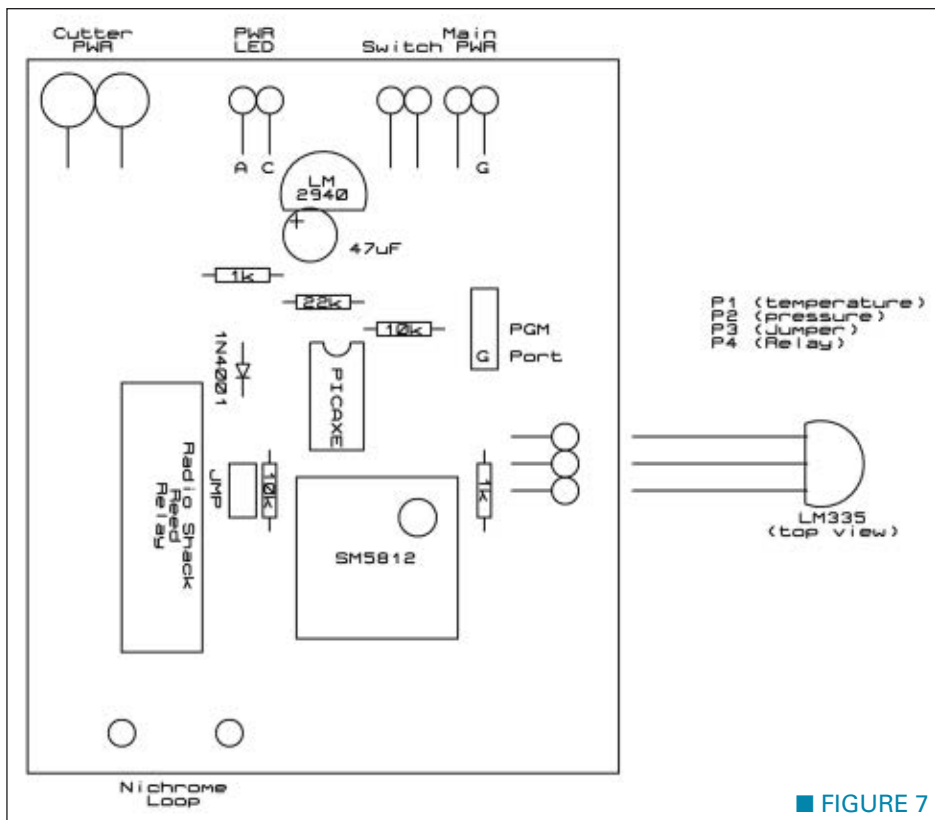 Cutter
PWR
PWR
LED
Switch
Main
PWR
A C
G
LM
2940
+
47uF
1k
22k
10k
PGM
G Port
P1 (temperature)
P2 (pressure)
P3 (Jumper)
P4 (Relay)
1N4001
PICAXE
Radio Shack
Reed
Relay
JMP
10k
1k
SM5812
LM335
(top view)
Nichrome
Loop
FIGURE 7